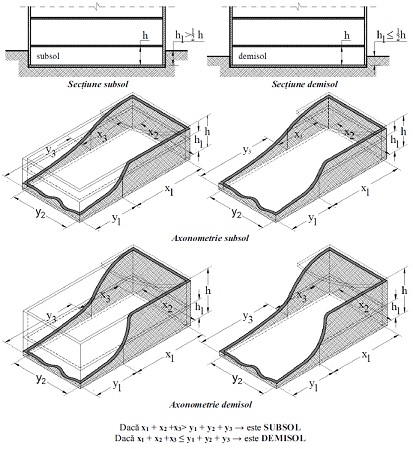 h h₁>½h h h₁≤½h
subsol demisol
Secțiune subsol Secțiune demisol
x₃ x₂ h y₃ x₃ x₂ h
y₃ h₁ h₁
y₂ y₁ x₁ y₂ y₁ x₁
Axonometrie subsol
x₃ x₂ h x₃ x₂ h
y₃ h₁ y₃ h₁
y₂ y₁ x₁ y₂ y₁ x₁
Axonometrie demisol
Dacă x₁ + x₂ +x₃> y₁ + y₂ + y₃ → este SUBSOL
Dacă x₁ + x₂ +x₃ ≤ y₁ + y₂ + y₃ → este DEMISOL